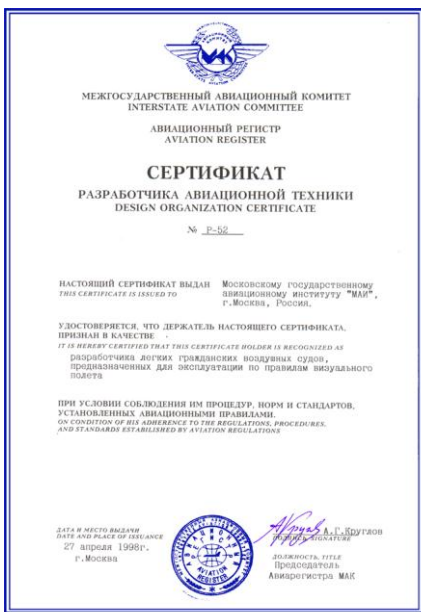 МАК
МЕЖГОСУДАРСТВЕННЫЙ АВИАЦИОННЫЙ КОМИТЕТ
INTERSTATE AVIATION COMMITTEE
АВИАЦИОННЫЙ РЕГИСТР
AVIATION REGISTER
СЕРТИФИКАТ
РАЗРАБОТЧИКА АВИАЦИОННОЙ ТЕХНИКИ
DESIGN ORGANIZATION CERTIFICATE
№ Р-52
НАСТОЯЩИЙ СЕРТИФИКАТ ВЫДАН Московскому государственному
THIS CERTIFICATE IS ISSUED TO авиационному институту "МАИ",
г.Москва, Россия.
УДОСТОВЕРЯЕТСЯ, ЧТО ДЕРЖАТЕЛЬ НАСТОЯЩЕГО СЕРТИФИКАТА,
ПРИЗНАН В КАЧЕСТВЕ
IT IS HEREBY CERTIFIED THAT THIS CERTIFICATE HOLDER IS RECOGNIZED AS
разработчика легких гражданских воздушных судов,
предназначенных для эксплуатации по правилам визуального
полета
ПРИ УСЛОВИИ СОБЛЮДЕНИЯ ИМ ПРОЦЕДУР, НОРМ И СТАНДАРТОВ,
УСТАНОВЛЕННЫХ АВИАЦИОННЫМИ ПРАВИЛАМИ.
ON CONDITION OF HIS ADHERENCE TO THE REGULATIONS, PROCEDURES,
AND STANDARDS ESTABILISHED BY AVIATION REGULATIONS
ДАТА И МЕСТО ВЫДАЧИ
DATE AND PLACE OF ISSUANCE
27 апреля 1998г.
г.Москва
AVIATION
REGISTER
А.Г.Круглов
ПОДПИСЬ, SIGNATURE
ДОЛЖНОСТЬ, TITLE
Председатель
Авиарегистра МАК